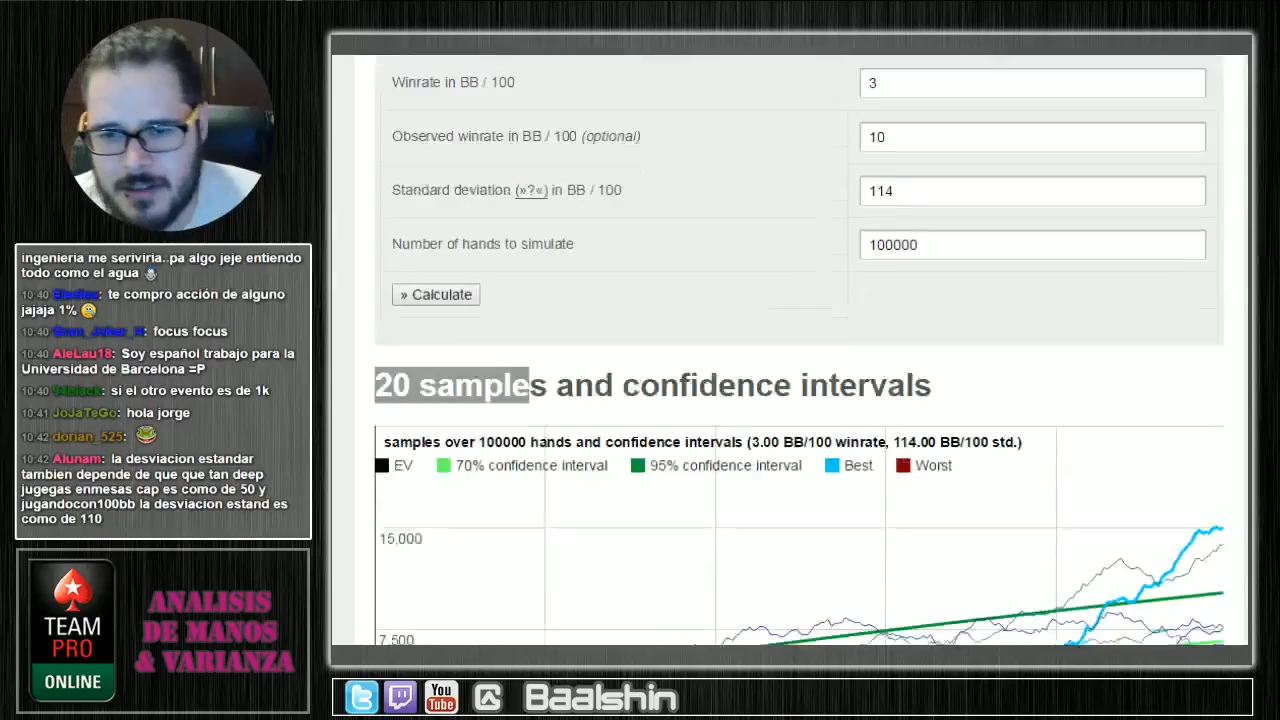 Winrate in BB / 100
3
Observed winrate in BB / 100 (optional)
10
Standard deviation (»?«) in BB / 100
114
Number of hands to simulate
100000
» Calculate
20 samples and confidence intervals
samples over 100000 hands and confidence intervals (3.00 BB/100 winrate, 114.00 BB/100 std.)
EV
70% confidence interval
95% confidence interval
Best
Worst
15,000
7,500
ingenieria me seriviria..pa algo jeje entiendo
todo como el agua
10:40 : te compro acción de alguno
jajaja 1%
10:40 : focus focus
10:40 AleLau18: Soy español trabajo para la
Universidad de Barcelona =P
10:40 : si el otro evento es de 1k
10:41 JoJaTeGo: hola jorge
10:42 dorian_525:
10:42 Alunam: la desviacion estandar
tambien depende de que que tan deep
jugegas enmesas cap es como de 50 y
jugandocon100bb la desviacion estand es
como de 110
TEAM
PRO
ONLINE
ANALISIS
DE MANOS
& VARIANZA
You
Tube
Baalshin